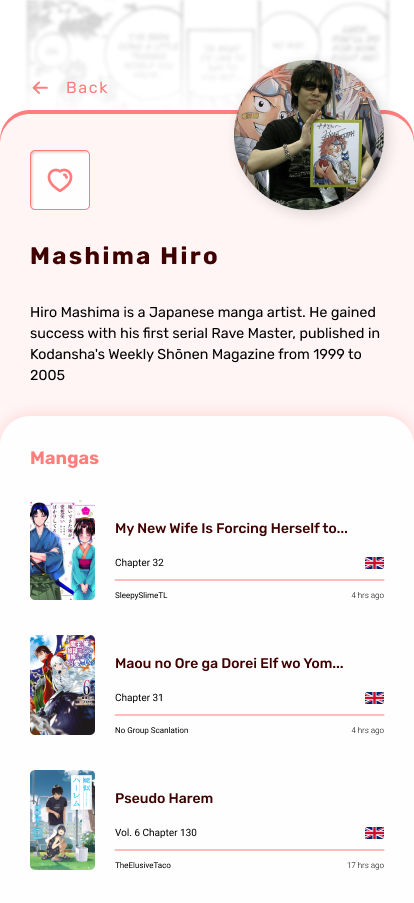 Back
Mashima Hiro
Hiro Mashima is a Japanese manga artist. He gained
success with his first serial Rave Master, published in
Kodansha's Weekly Shōnen Magazine from 1999 to
2005
Mangas
My New Wife Is Forcing Herself to...
Chapter 32
SleepySlimeTL
4 hrs ago
Maou no Ore ga Dorei Elf wo Yom...
Chapter 31
No Group Scanlation
4 hrs ago
Pseudo Harem
Vol. 6 Chapter 130
TheElusiveTaco
17 hrs ago